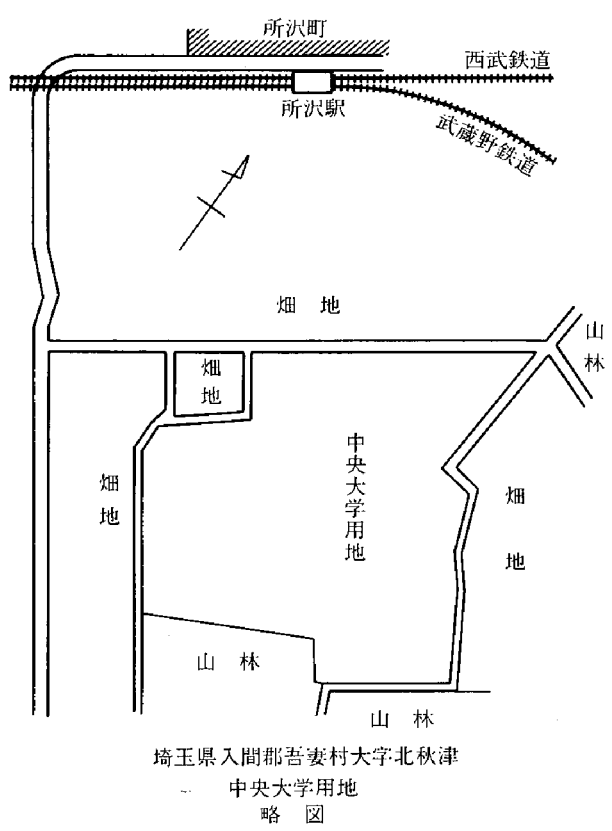 所沢町
西武鉄道
所沢駅
武蔵野鉄道
畑地
山林
畑地
中央大学用地
畑地
畑地
山林
山林
埼玉県入間郡吾妻村大字北秋津
中央大学用地
略図